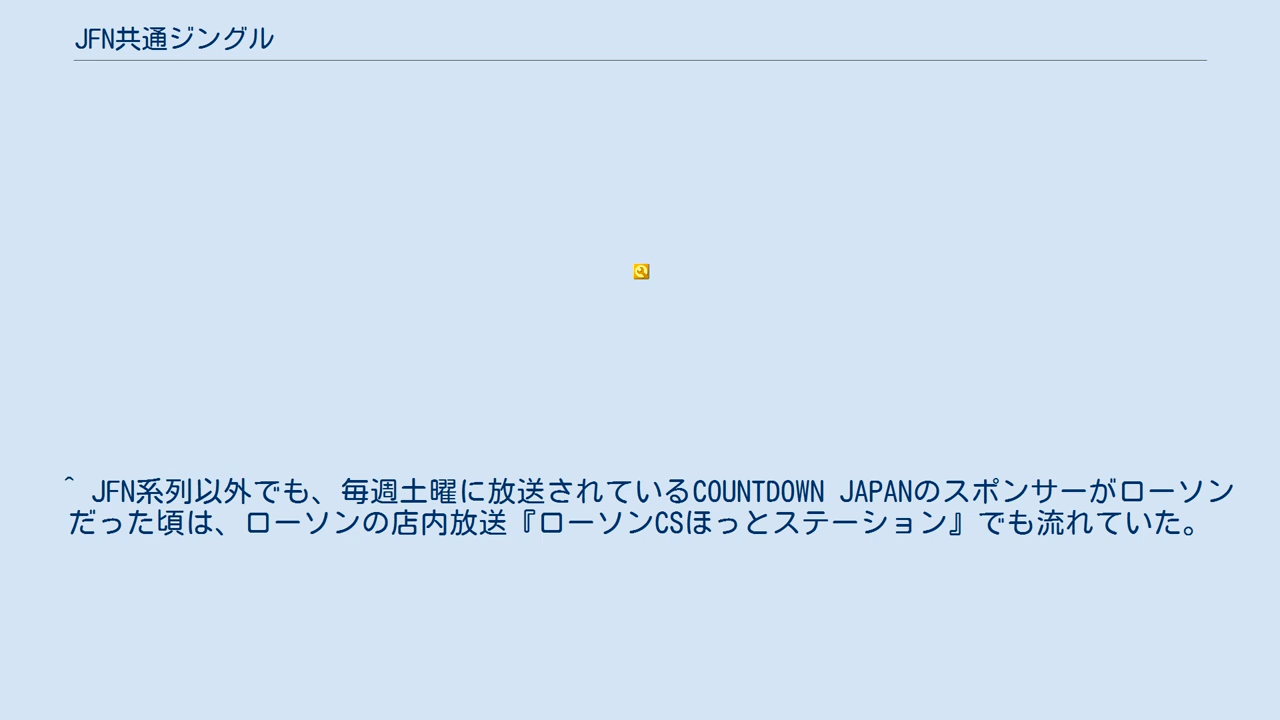 JFN共通ジングル
^ JFN系列以外でも、毎週土曜に放送されているCOUNTDOWN JAPANのスポンサーがローソン
だった頃は、ローソンの店内放送『ローソンCSほっとステーション』でも流れていた。